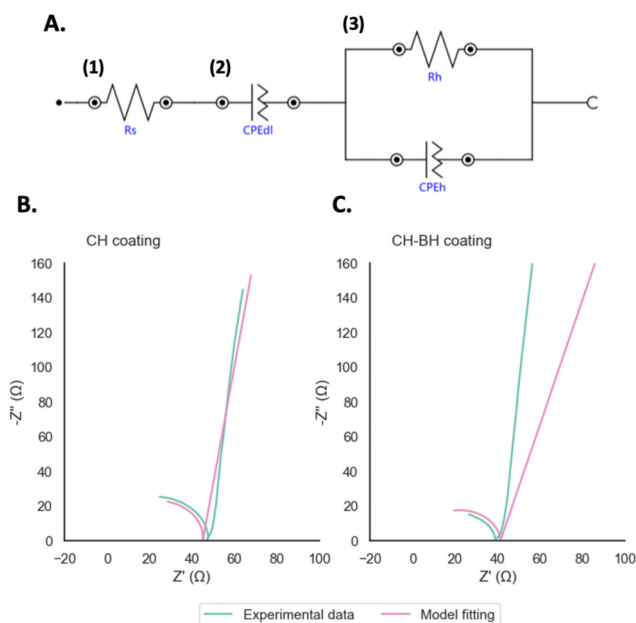 A.
(1)
(2)
(3)
Rs
CPEdl
Rh
CPEh
B.
C.
CH coating
CH-BH coating
160
140
120
100
80
60
40
20
0
-Z'' (Ω)
-20 0 20 40 60 80 100
Z' (Ω)
160
140
120
100
80
60
40
20
0
-Z'' (Ω)
-20 0 20 40 60 80 100
Z' (Ω)
Experimental data
Model fitting